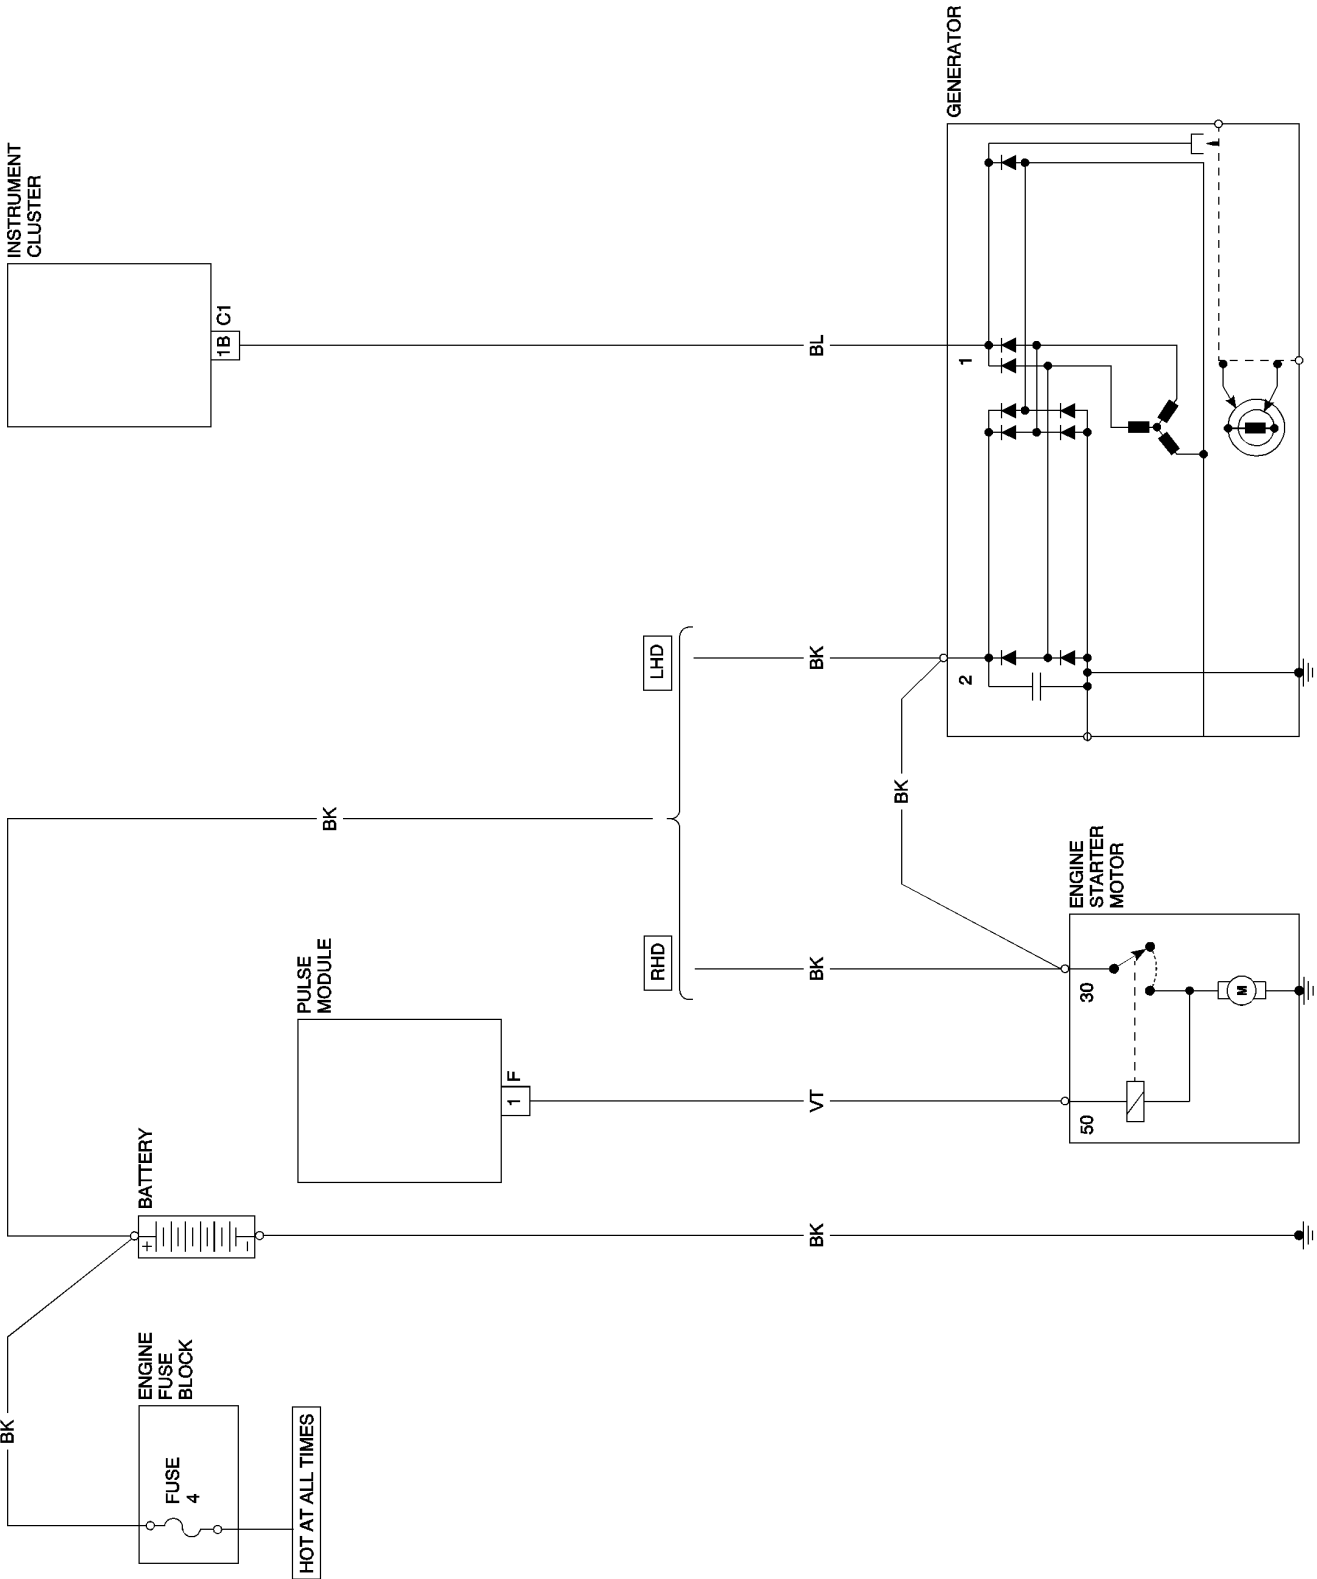 BK
ENGINE
FUSE
BLOCK
FUSE
4
HOT AT ALL TIMES
BATTERY
+
−
BK
PULSE
MODULE
1 F
VT
BK
RHD
LHD
BK
BK
BK
ENGINE
STARTER
MOTOR
50
30
M
INSTRUMENT
CLUSTER
1B C1
BL
GENERATOR
1
2